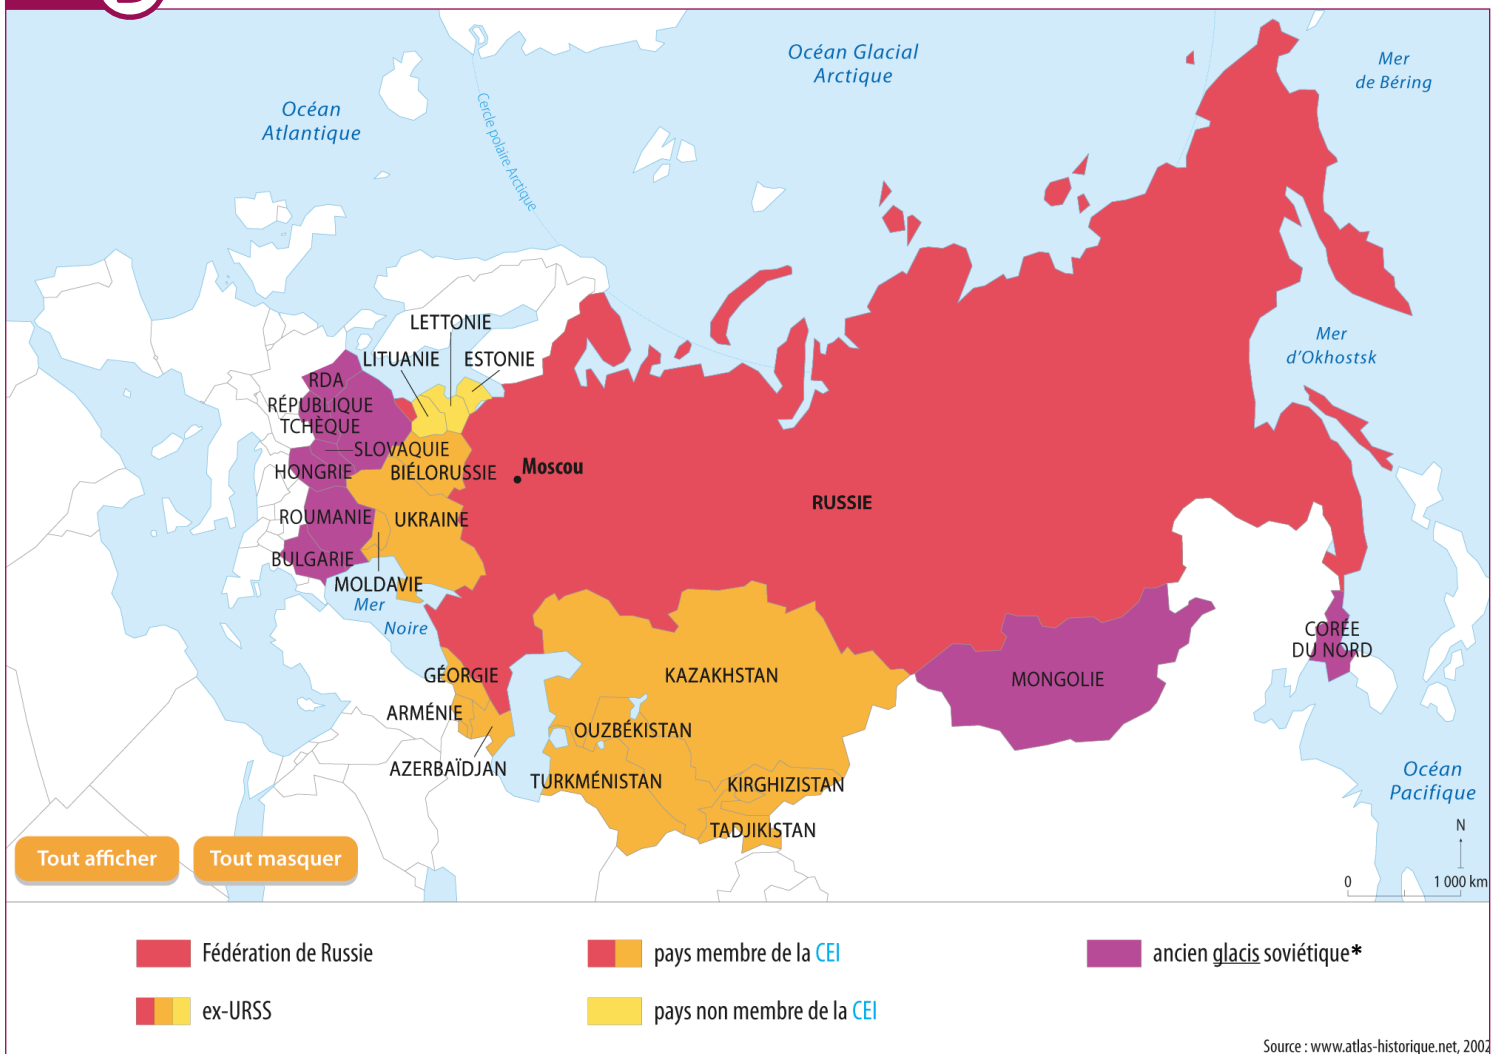 Océan Glacial
Arctique
Mer
de Béring
Océan
Atlantique
Cercle polaire Arctique
LETTONIE
LITUANIE
ESTONIE
Mer
d'Okhostsk
RDA
RÉPUBLIQUE
TCHÈQUE
SLOVAQUIE
HONGRIE
BIÉLORUSSIE
Moscou
RUSSIE
ROUMANIE
UKRAINE
BULGARIE
MOLDAVIE
Mer
Noire
CORÉE
DU NORD
GÉORGIE
KAZAKHSTAN
MONGOLIE
ARMÉNIE
OUZBÉKISTAN
AZERBAÏDJAN
TURKMÉNISTAN
KIRGHIZISTAN
Océan
Pacifique
TADJIKISTAN
N
Tout afficher
Tout masquer
0
1 000 km
Fédération de Russie
pays membre de la CEI
ancien glacis soviétique*
ex-URSS
pays non membre de la CEI
Source : www.atlas-historique.net, 2002